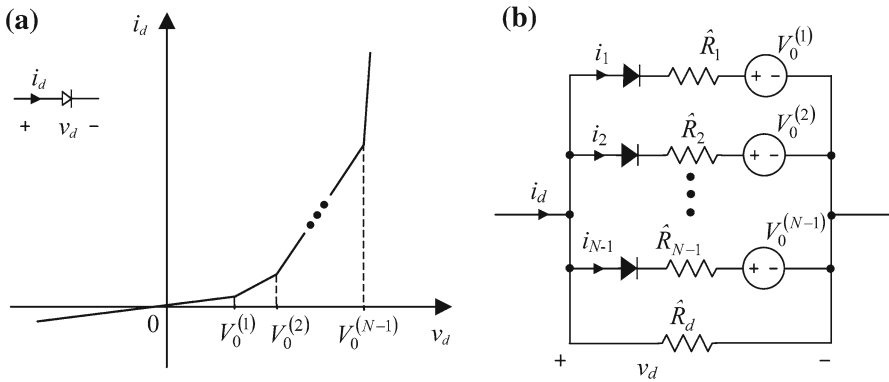 (a)
i_d
i_d
+ v_d −
0
V_0^(1) V_0^(2) V_0^(N−1) v_d
(b)
i_1 R̂_1 V_0^(1)
+ −
i_2 R̂_2 V_0^(2)
+ −
i_d
i_N-1 R̂_N−1 V_0^(N−1)
+ −
R̂_d
+ v_d −